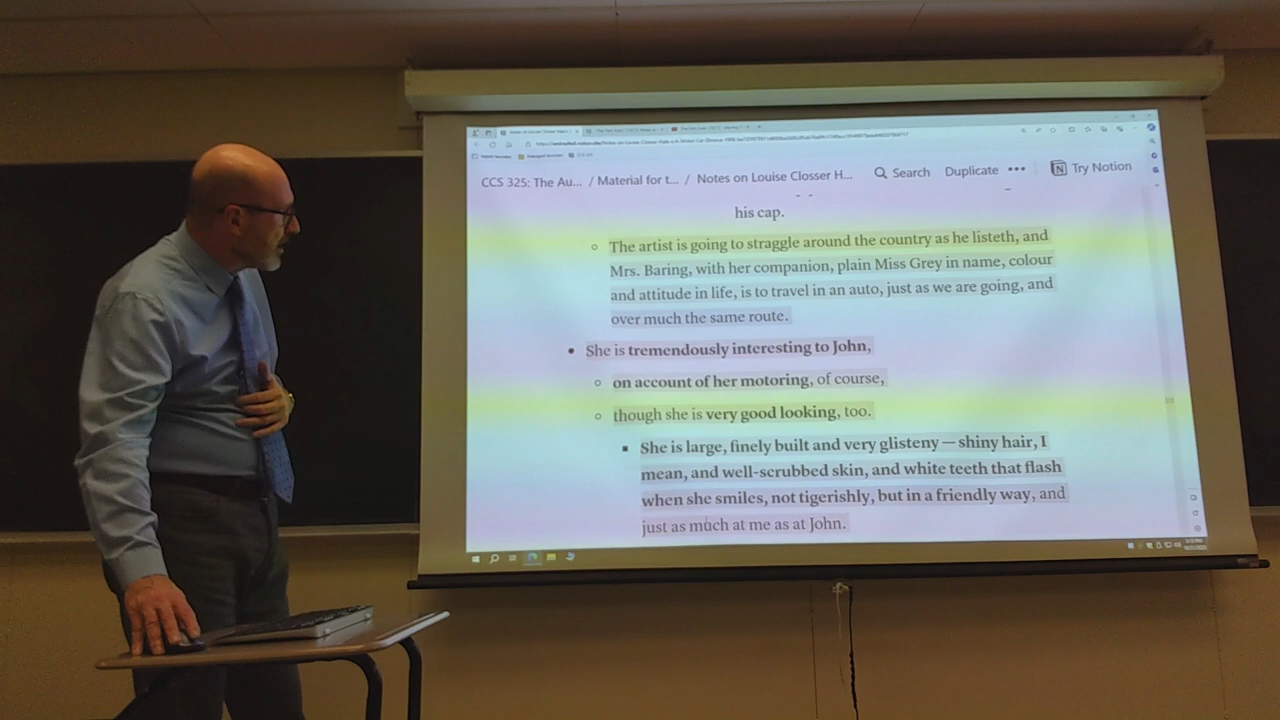 CCS 325: The Au... / Material for t... / Notes on Louise Closser H... Search Duplicate ••• Try Notion
his cap.
The artist is going to straggle around the country as he listeth, and
Mrs. Baring, with her companion, plain Miss Grey in name, colour
and attitude in life, is to travel in an auto, just as we are going, and
over much the same route.
She is tremendously interesting to John,
on account of her motoring, of course,
though she is very good looking, too.
She is large, finely built and very glisteny — shiny hair, I
mean, and well-scrubbed skin, and white teeth that flash
when she smiles, not tigerishly, but in a friendly way, and
just as much at me as at John.